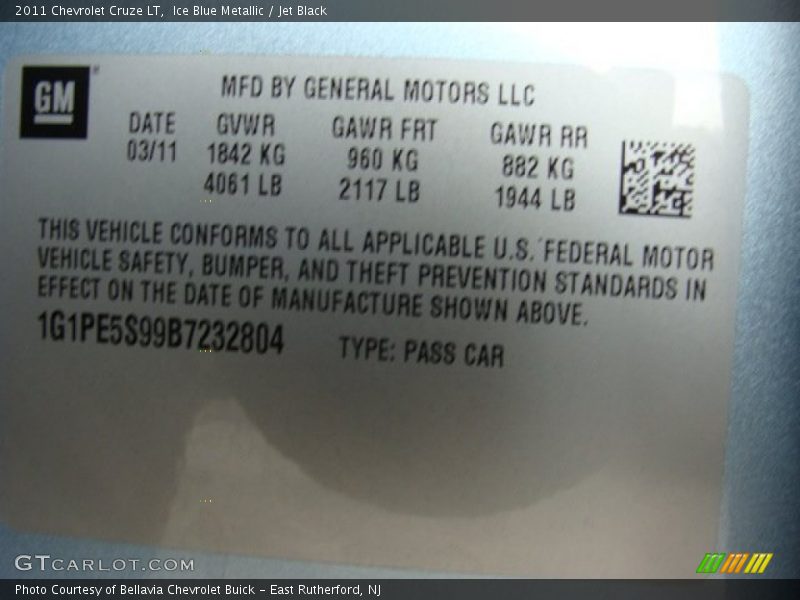 2011 Chevrolet Cruze LT,  Ice Blue Metallic / Jet Black
GM
MFD BY GENERAL MOTORS LLC
DATE GVWR GAWR FRT GAWR RR
03/11 1842 KG 960 KG 882 KG
4061 LB 2117 LB 1944 LB
THIS VEHICLE CONFORMS TO ALL APPLICABLE U.S. FEDERAL MOTOR
VEHICLE SAFETY, BUMPER, AND THEFT PREVENTION STANDARDS IN
EFFECT ON THE DATE OF MANUFACTURE SHOWN ABOVE.
1G1PE5S99B7232804 TYPE: PASS CAR
GTCARLOT.COM
Photo Courtesy of Bellavia Chevrolet Buick – East Rutherford, NJ